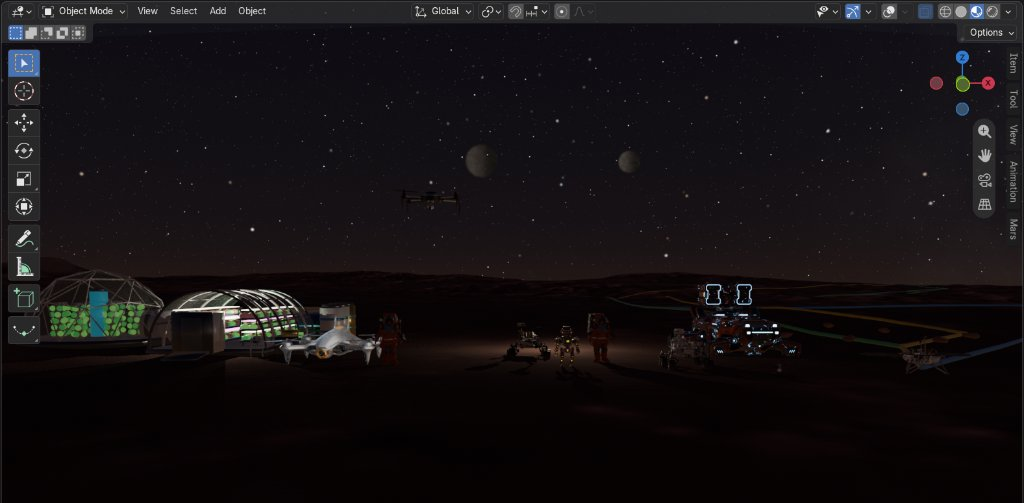 Object Mode View Select Add Object Global
Options
Z
X
Item
Tool
View
Animation
Mars